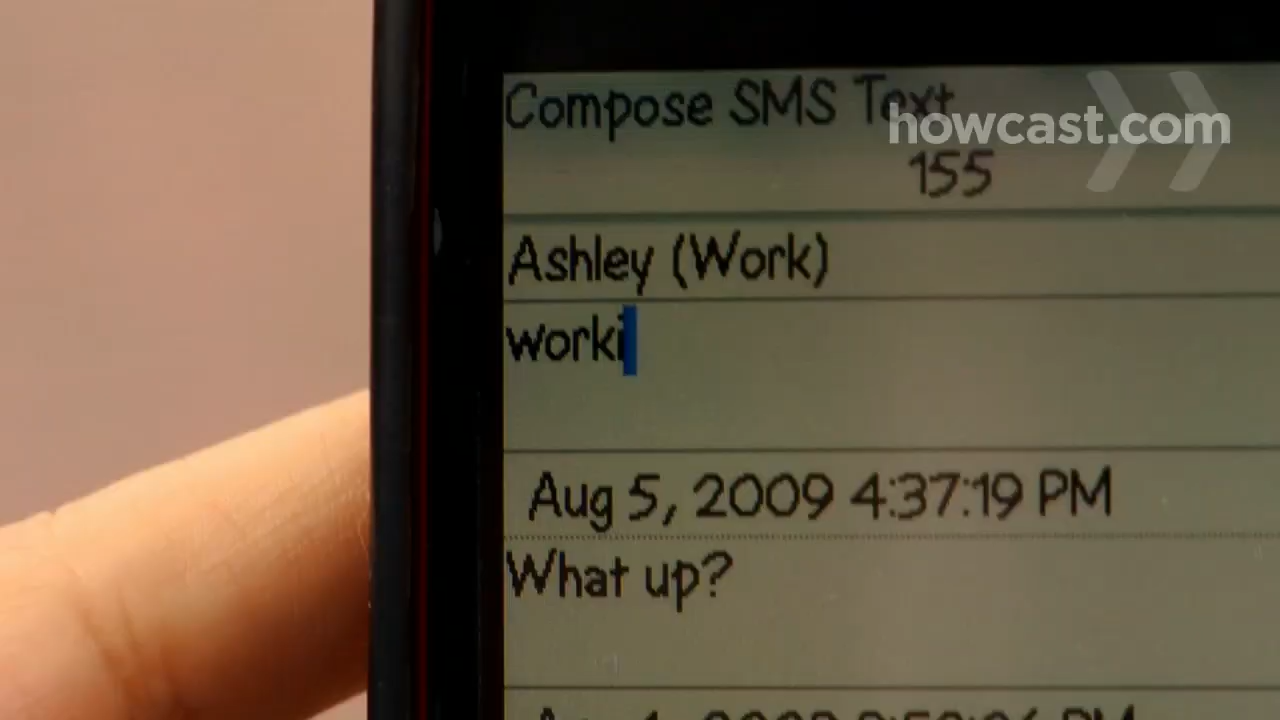 Compose SMS Text
howcast.com
155
Ashley (Work)
worki
Aug 5, 2009 4:37:19 PM
What up?